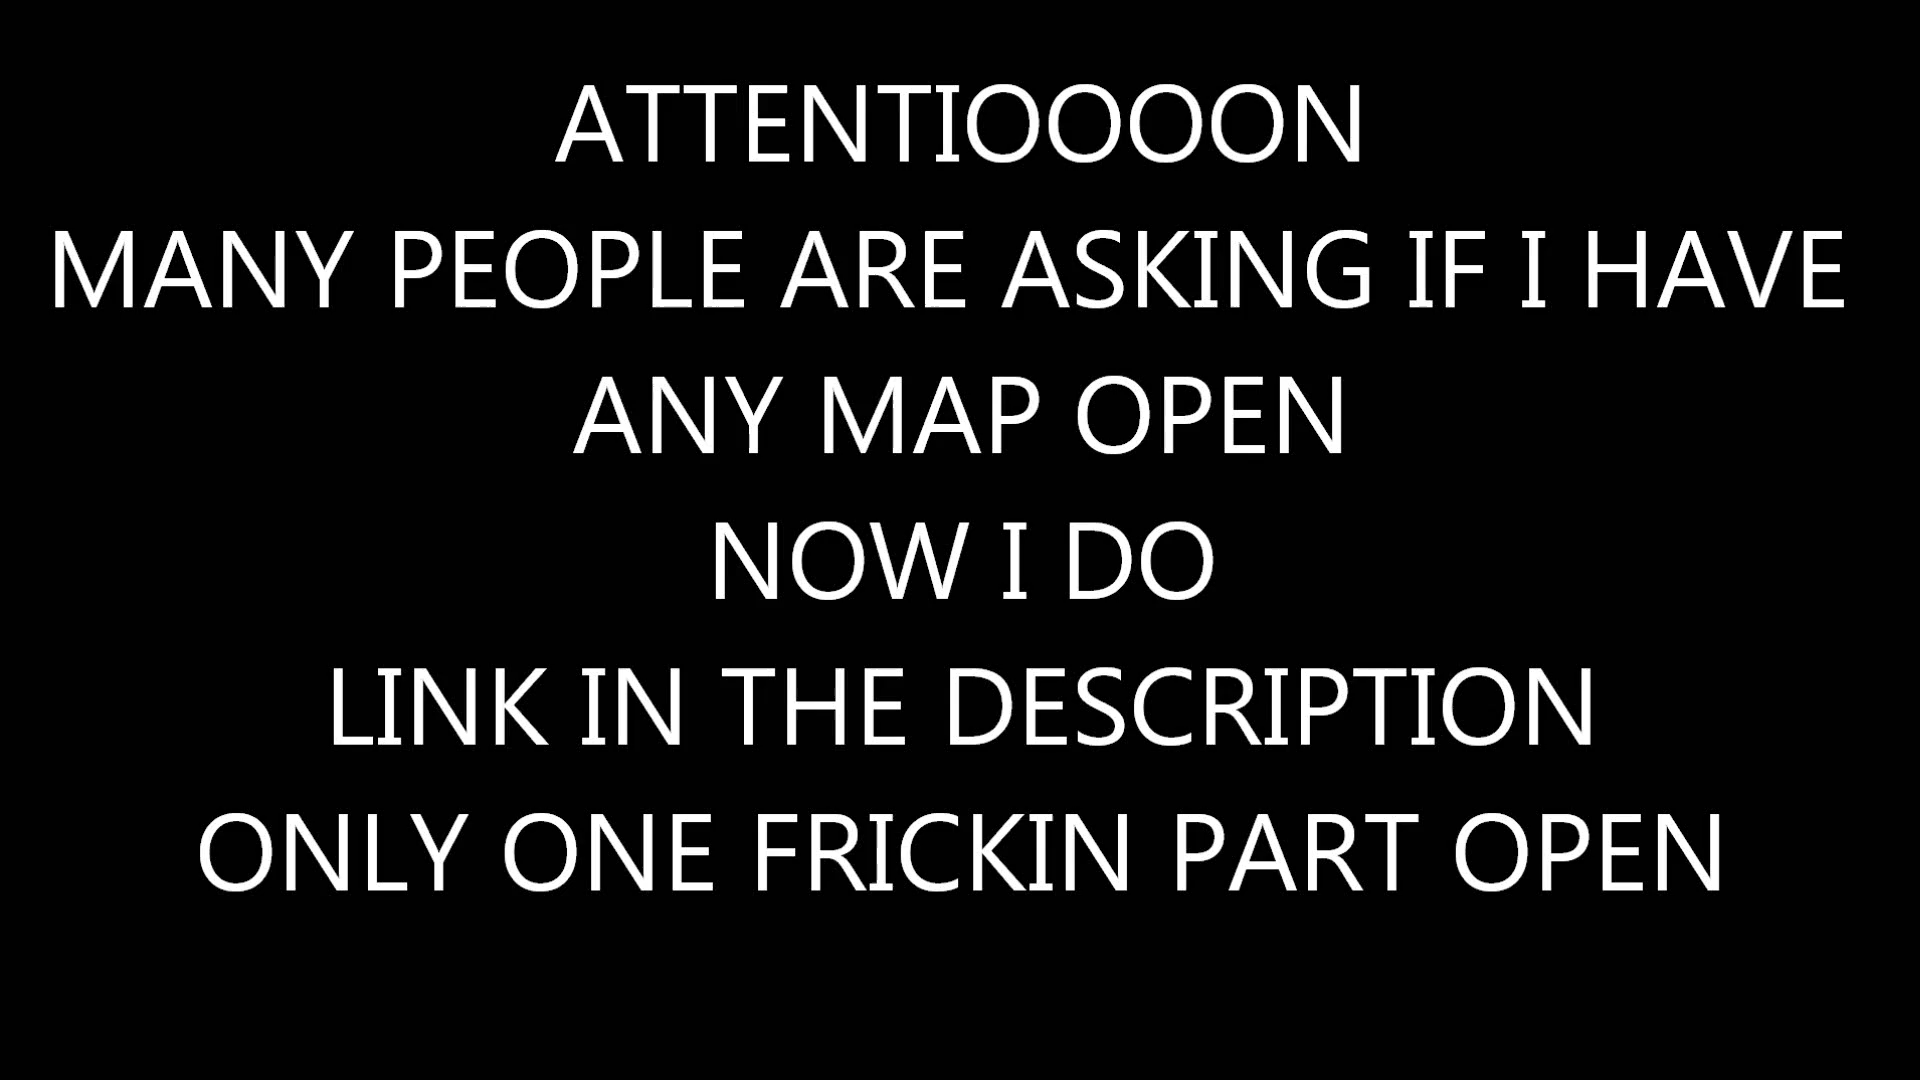 ATTENTIOOOON
MANY PEOPLE ARE ASKING IF I HAVE
ANY MAP OPEN
NOW I DO
LINK IN THE DESCRIPTION
ONLY ONE FRICKIN PART OPEN